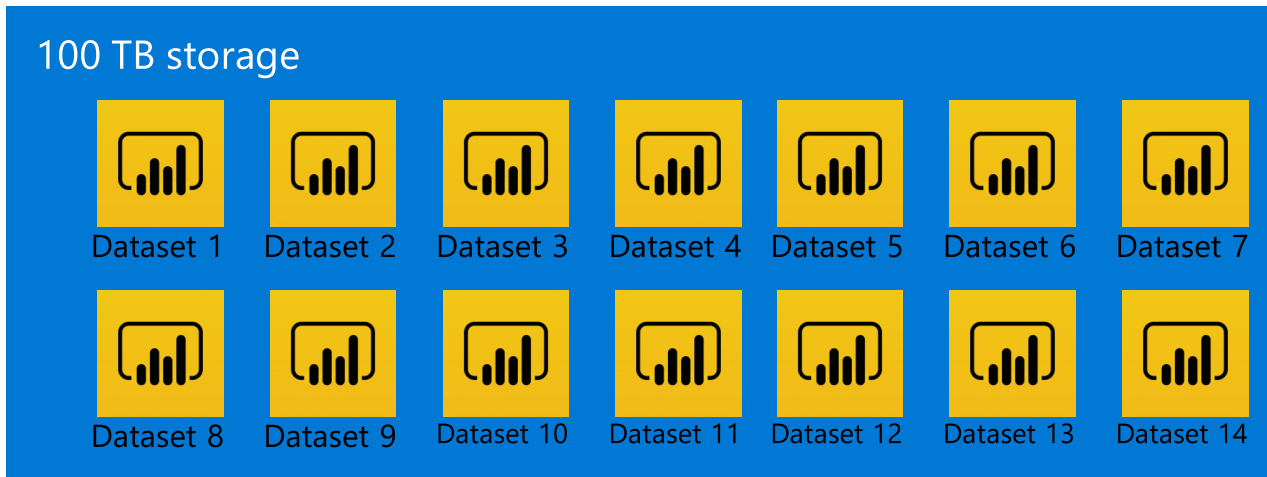 100 TB storage
Dataset 1 Dataset 2 Dataset 3 Dataset 4 Dataset 5 Dataset 6 Dataset 7
Dataset 8 Dataset 9 Dataset 10 Dataset 11 Dataset 12 Dataset 13 Dataset 14